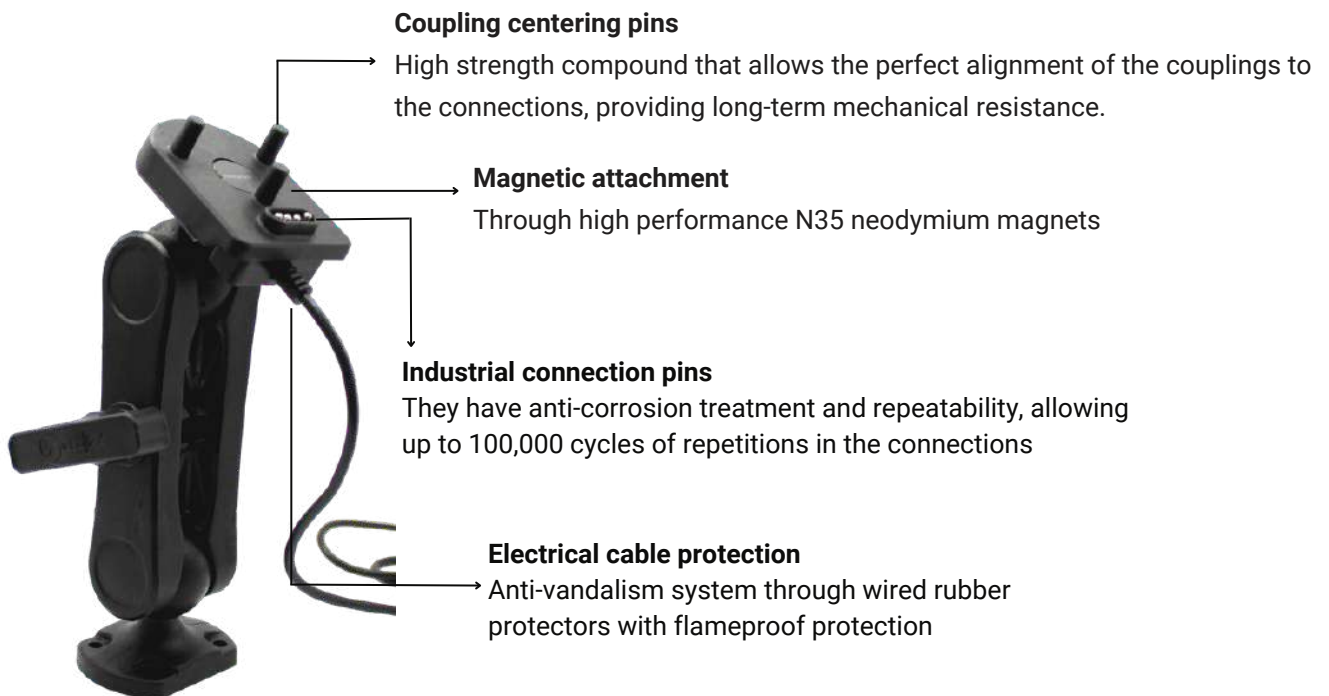 Coupling centering pins
High strength compound that allows the perfect alignment of the couplings to
the connections, providing long-term mechanical resistance.
Magnetic attachment
Through high performance N35 neodymium magnets
Industrial connection pins
They have anti-corrosion treatment and repeatability, allowing
up to 100,000 cycles of repetitions in the connections
Electrical cable protection
Anti-vandalism system through wired rubber
protectors with flameproof protection